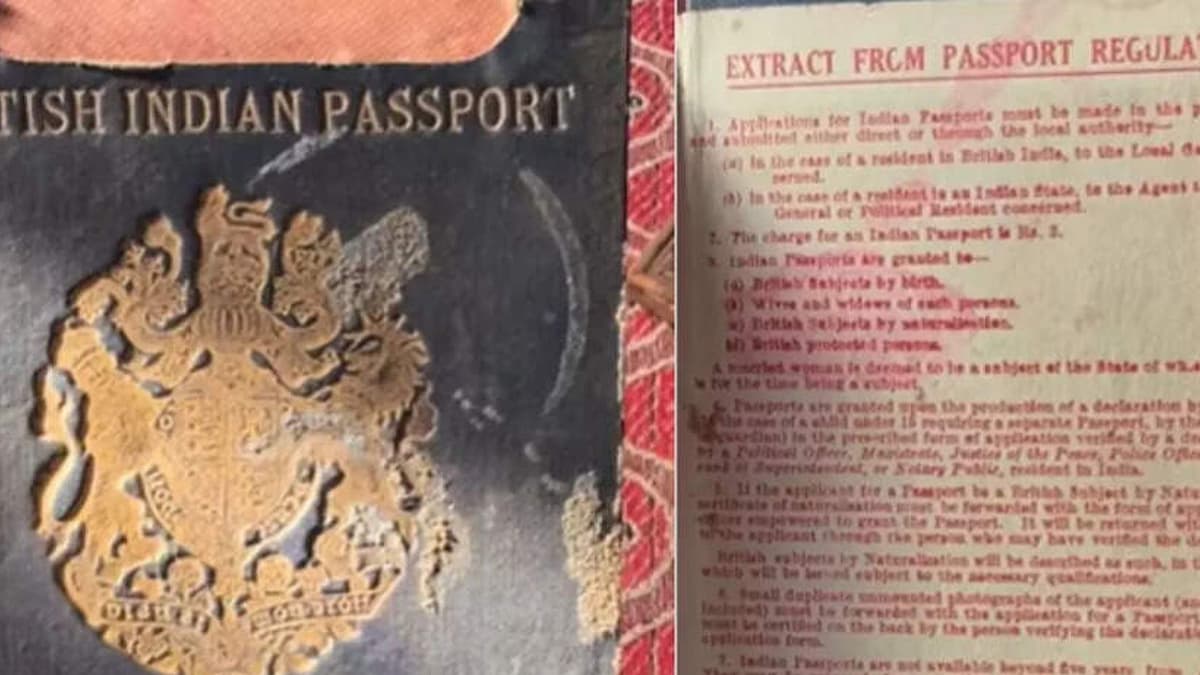 TISH INDIAN PASSPORT
DIEU ET
MON DROIT
EXTRACT FROM PASSPORT REGULA
1. Applications for Indian Passports must be made in the
and submitted either direct or through the local authority—
(a) In the case of a resident in British India, to the Local
cerned.
(b) In the case of a resident in an Indian State, to the Agent
General or Political Resident concerned.
2. The charge for an Indian Passport is Rs. 3.
3. Indian Passports are granted to—
(a) British Subjects by birth.
(b) Wives and widows of such persons.
(c) British Subjects by naturalisation.
(d) British protected persons.
A married woman is deemed to be a subject of the State of
is for the time being a subject.
4. Passports are granted upon the production of a declaration
the case of a child under 16 requiring a separate Passport, by
guardian) in the prescribed form of application verified by a
by a Political Officer, Magistrate, Justice of the Peace, Police
rank of Superintendent, or Notary Public, resident in India.
5. If the applicant for a Passport be a British Subject by
certificate of naturalisation must be forwarded with the form of
officer empowered to grant the Passport. It will be returned
to the applicant through the person who may have verified the
British subjects by Naturalization will be described as such, in
which will be issued subject to the necessary qualifications.
6. Small duplicate unmounted photographs of the applicant
included) must be forwarded with the application for a Passport
must be certified on the back by the person verifying the
application form.
7. Indian Passports are not available beyond five years from